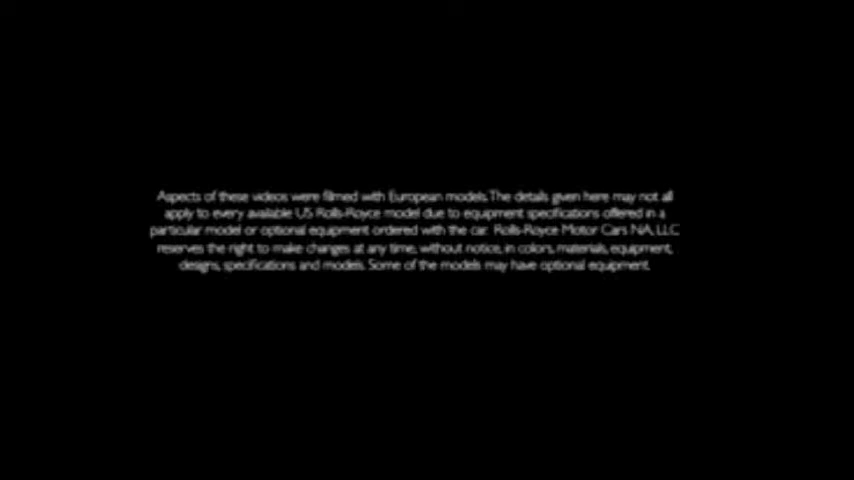 Aspects of these videos were filmed with European models. The details given here may not all
apply to every available US Rolls-Royce model due to equipment specifications offered in a
particular model or optional equipment ordered with the car. Rolls-Royce Motor Cars NA, LLC
reserves the right to make changes at any time, without notice, in colors, materials, equipment,
designs, specifications and models. Some of the models may have optional equipment.